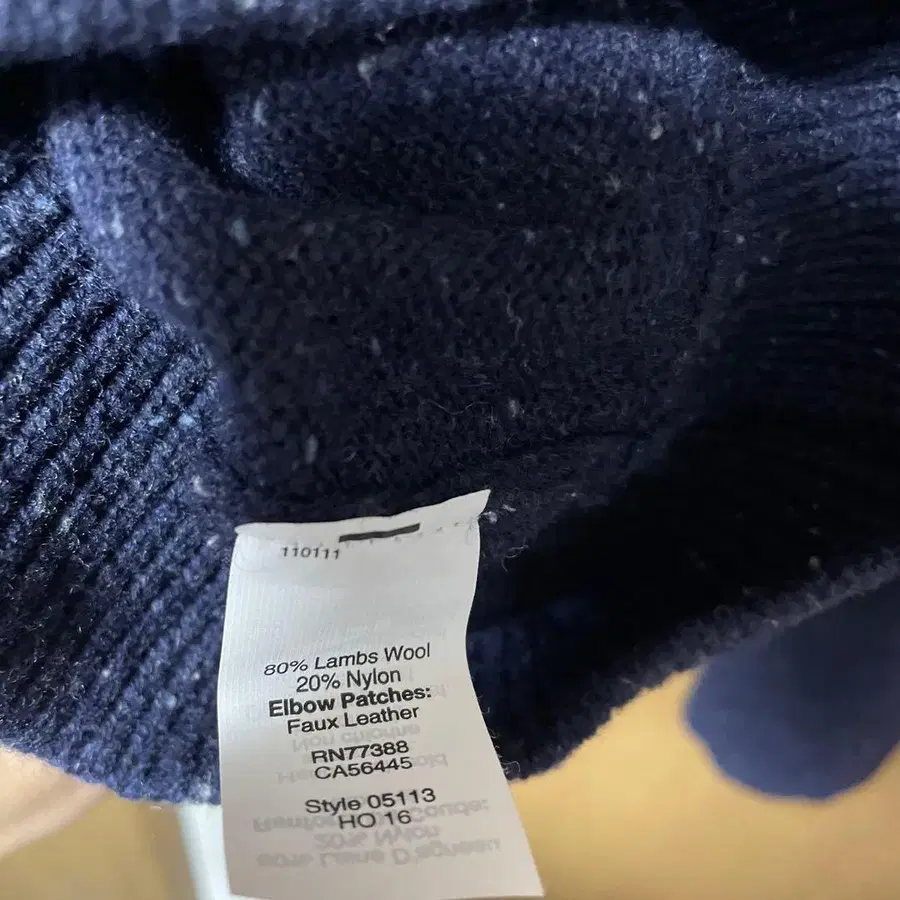 110111
80% Lambs Wool
20% Nylon
Elbow Patches:
Faux Leather
RN77388
CA56445
Style 05113
HO 16